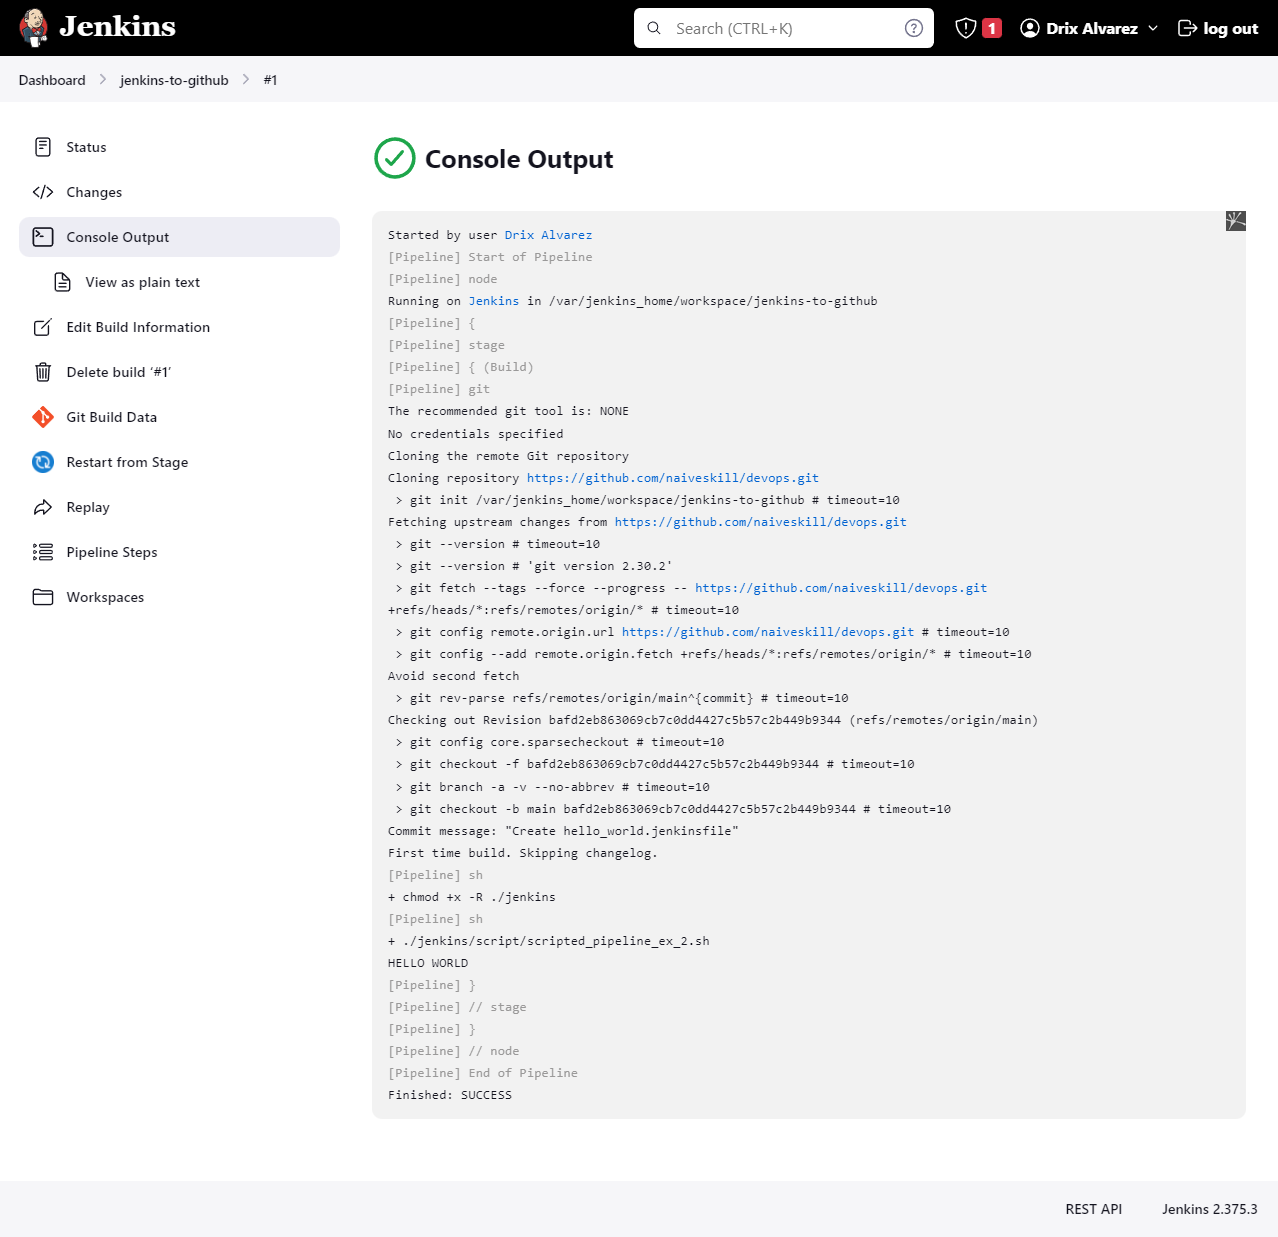 Jenkins
Search (CTRL+K)
1
Drix Alvarez
log out
Dashboard
jenkins-to-github
#1
Status
Changes
Console Output
View as plain text
Edit Build Information
Delete build ‘#1’
Git Build Data
Restart from Stage
Replay
Pipeline Steps
Workspaces
Console Output
Started by user Drix Alvarez
[Pipeline] Start of Pipeline
[Pipeline] node
Running on Jenkins in /var/jenkins_home/workspace/jenkins-to-github
[Pipeline] {
[Pipeline] stage
[Pipeline] { (Build)
[Pipeline] git
The recommended git tool is: NONE
No credentials specified
Cloning the remote Git repository
Cloning repository https://github.com/naiveskill/devops.git
 > git init /var/jenkins_home/workspace/jenkins-to-github # timeout=10
Fetching upstream changes from https://github.com/naiveskill/devops.git
 > git --version # timeout=10
 > git --version # 'git version 2.30.2'
 > git fetch --tags --force --progress -- https://github.com/naiveskill/devops.git
+refs/heads/*:refs/remotes/origin/* # timeout=10
 > git config remote.origin.url https://github.com/naiveskill/devops.git # timeout=10
 > git config --add remote.origin.fetch +refs/heads/*:refs/remotes/origin/* # timeout=10
Avoid second fetch
 > git rev-parse refs/remotes/origin/main^{commit} # timeout=10
Checking out Revision bafd2eb863069cb7c0dd4427c5b57c2b449b9344 (refs/remotes/origin/main)
 > git config core.sparsecheckout # timeout=10
 > git checkout -f bafd2eb863069cb7c0dd4427c5b57c2b449b9344 # timeout=10
 > git branch -a -v --no-abbrev # timeout=10
 > git checkout -b main bafd2eb863069cb7c0dd4427c5b57c2b449b9344 # timeout=10
Commit message: "Create hello_world.jenkinsfile"
First time build. Skipping changelog.
[Pipeline] sh
+ chmod +x -R ./jenkins
[Pipeline] sh
+ ./jenkins/script/scripted_pipeline_ex_2.sh
HELLO WORLD
[Pipeline] }
[Pipeline] // stage
[Pipeline] }
[Pipeline] // node
[Pipeline] End of Pipeline
Finished: SUCCESS
REST API
Jenkins 2.375.3